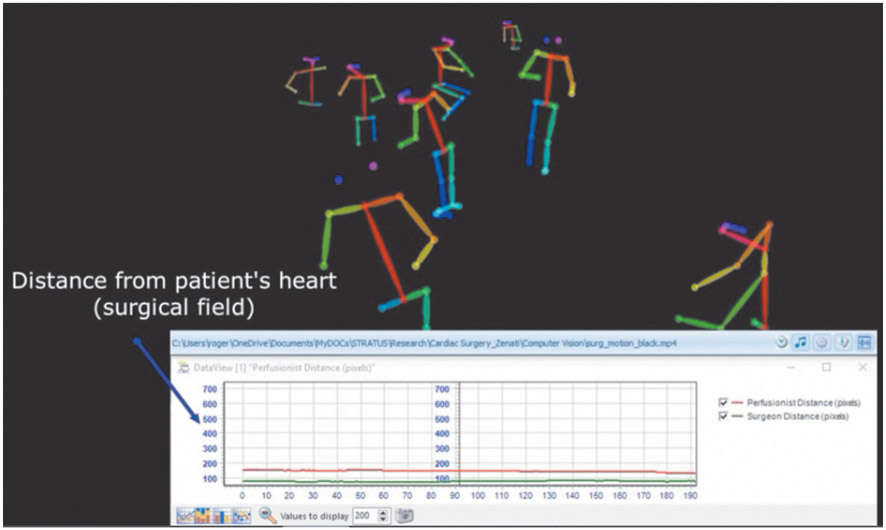 Distance from patient's heart
(surgical field)
C:\Users\roger\OneDrive\Documents\MyDOCs\STRATUS\Research\Cardiac Surgery_Zenati\Computer Vision\surg_motion_black.mp4
DataView [1] "Perfusionist Distance (pixels)"
700 700
600 600
500 500
400 400
300 300
200 200
100 100
0 10 20 30 40 50 60 70 80 90 100 110 120 130 140 150 160 170 180 190
Perfusionist Distance (pixels)
Surgeon Distance (pixels)
Values to display 200